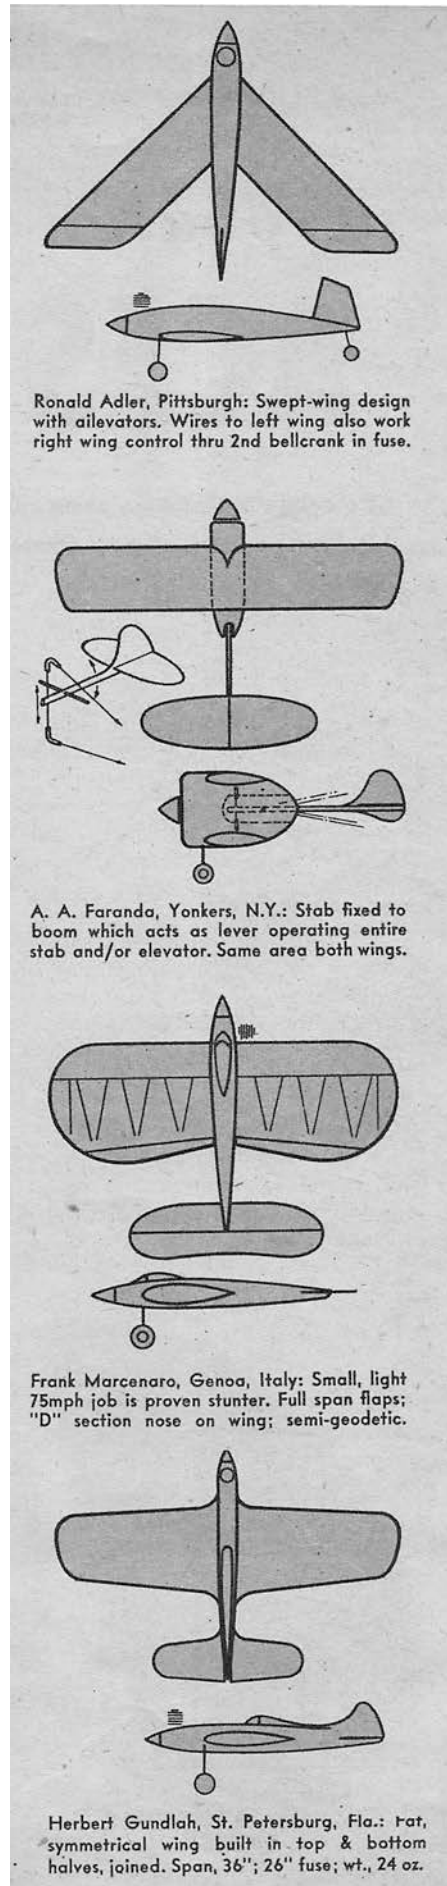 Ronald Adler, Pittsburgh: Swept-wing design
with ailevators. Wires to left wing also work
right wing control thru 2nd bellcrank in fuse.
A. A. Faranda, Yonkers, N.Y.: Stab fixed to
boom which acts as lever operating entire
stab and/or elevator. Same area both wings.
Frank Marcenaro, Genoa, Italy: Small, light
75mph job is proven stunter. Full span flaps;
"D" section nose on wing; semi-geodetic.
Herbert Gundlah, St. Petersburg, Fla.: Fat,
symmetrical wing built in top & bottom
halves, joined. Span, 36"; 26" fuse; wt., 24 oz.